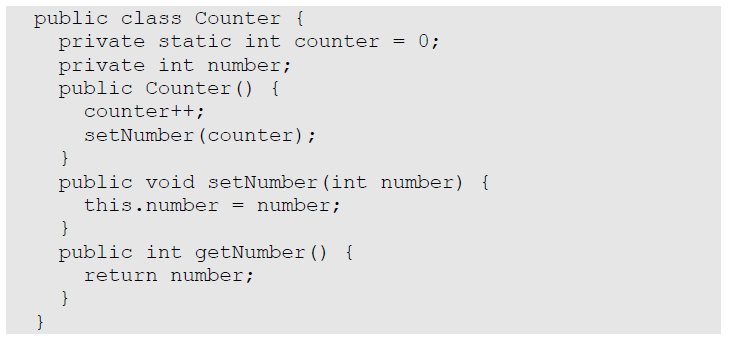 public class Counter {
private static int counter = 0;
private int number;
public Counter() {
counter++;
setNumber(counter);
}
public void setNumber(int number) {
this.number = number;
}
public int getNumber() {
return number;
}
}